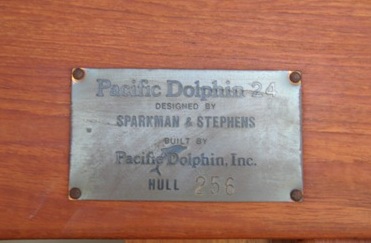 Pacific Dolphin 24
DESIGNED BY
SPARKMAN & STEPHENS
BUILT BY
Pacific Dolphin, Inc.
HULL 256